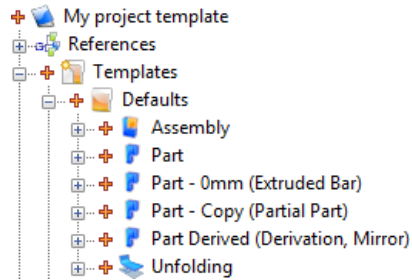 My project template
References
Templates
Defaults
Assembly
Part
Part - 0mm (Extruded Bar)
Part - Copy (Partial Part)
Part Derived (Derivation, Mirror)
Unfolding